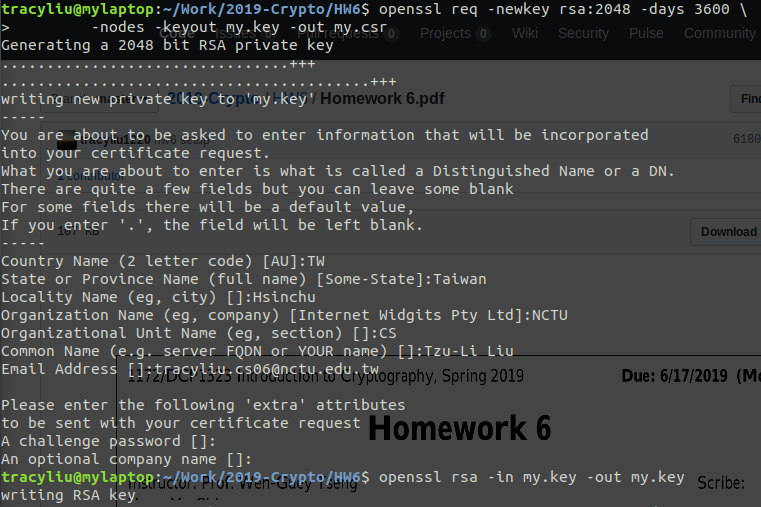 tracyliu@mylaptop:~/Work/2019-Crypto/HW6$ openssl req -newkey rsa:2048 -days 3600 \
>         -nodes -keyout my.key -out my.csr
Code Issues 0 Pull requests 0 Projects 0 Wiki Security Pulse Community
Generating a 2048 bit RSA private key
................................+++
.........................................+++
writing new private key to 'my.key'
2019-Crypto / HW6 / Homework 6.pdf
-----
You are about to be asked to enter information that will be incorporated
tracyliu1220 hw6 setup
6180
into your certificate request.
What you are about to enter is what is called a Distinguished Name or a DN.
1 contributor
There are quite a few fields but you can leave some blank
For some fields there will be a default value,
If you enter '.', the field will be left blank.
107 KB
Download
-----
Country Name (2 letter code) [AU]:TW
State or Province Name (full name) [Some-State]:Taiwan
Locality Name (eg, city) []:Hsinchu
Organization Name (eg, company) [Internet Widgits Pty Ltd]:NCTU
Organizational Unit Name (eg, section) []:CS
Common Name (e.g. server FQDN or YOUR name) []:Tzu-Li Liu
Email Address []:tracyliu.cs06@nctu.edu.tw
1172/DCP1525 Introduction to Cryptography, Spring 2019
Due: 6/17/2019
Please enter the following 'extra' attributes
to be sent with your certificate request
Homework 6
A challenge password []:
An optional company name []:
tracyliu@mylaptop:~/Work/2019-Crypto/HW6$ openssl rsa -in my.key -out my.key
Instructor: Prof. Wen-Guey Tseng
Scribe:
writing RSA key